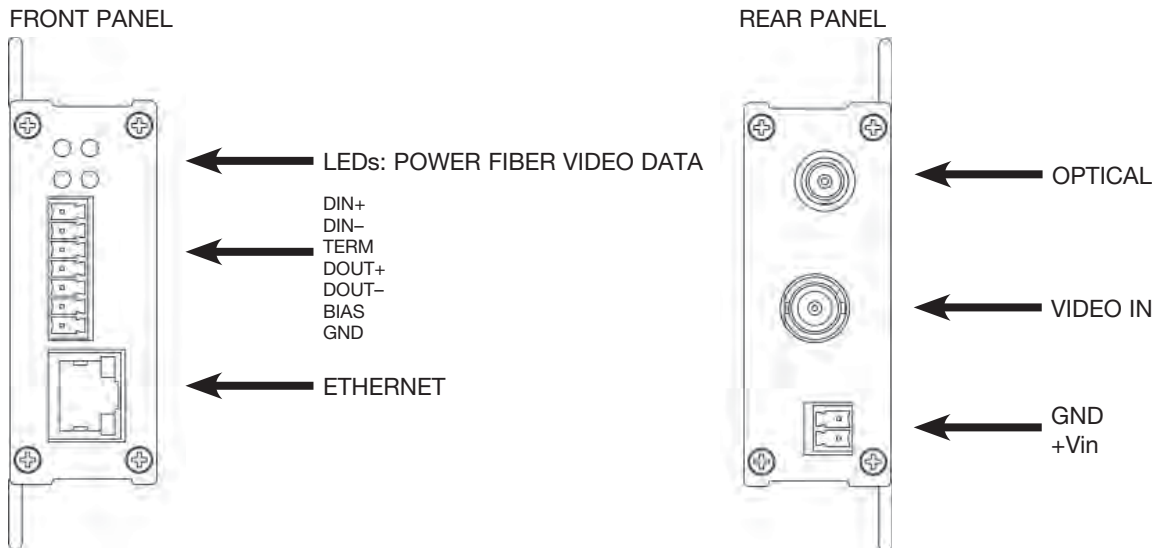 FRONT PANEL
LEDs: POWER FIBER VIDEO DATA
DIN+
DIN–
TERM
DOUT+
DOUT–
BIAS
GND
ETHERNET
REAR PANEL
OPTICAL
VIDEO IN
GND
+Vin